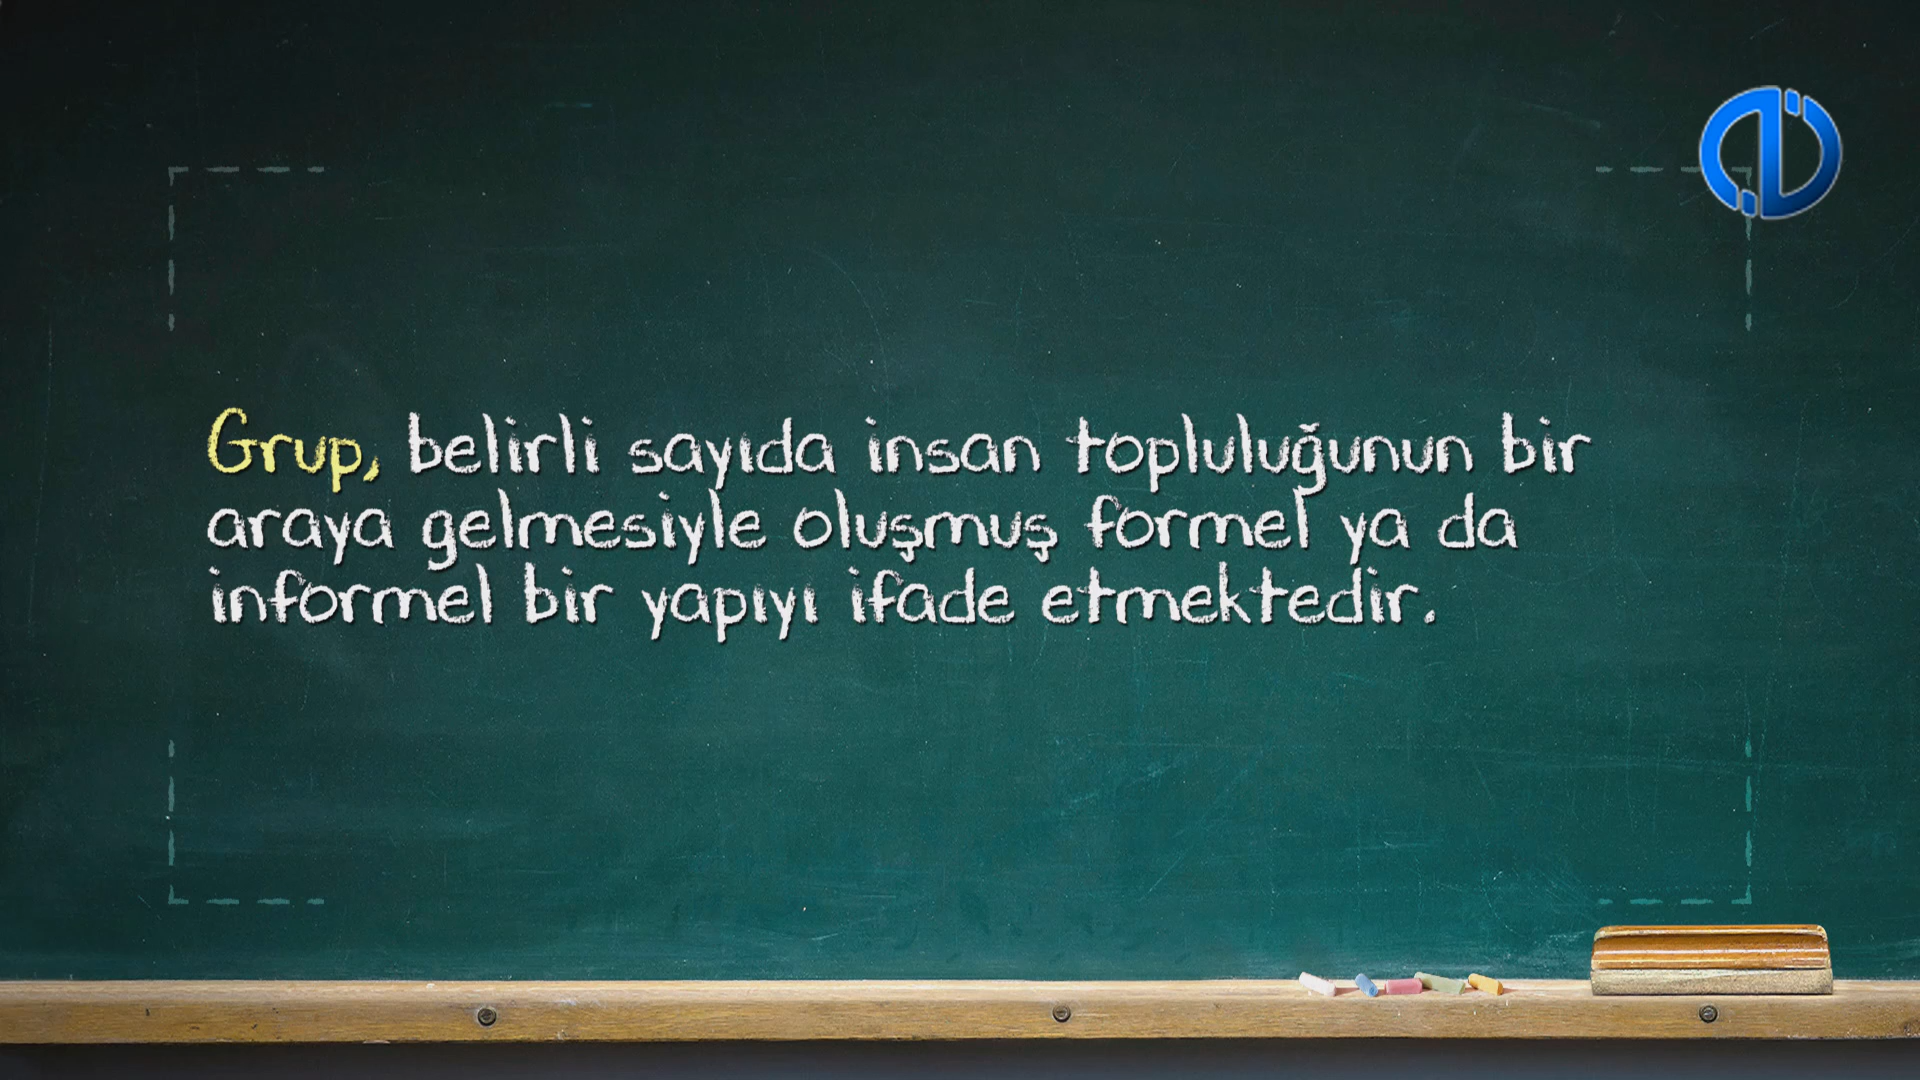 Grup, belirli sayıda insan topluluğunun bir
araya gelmesiyle oluşmuş formel ya da
informel bir yapıyı ifade etmektedir.